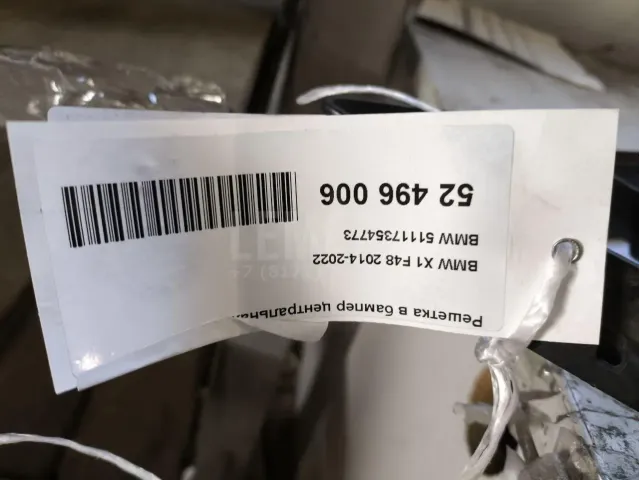 Решетка в бампер центральная
BMW X1 F48 2014-2022
BMW 51117354773
52 496 006